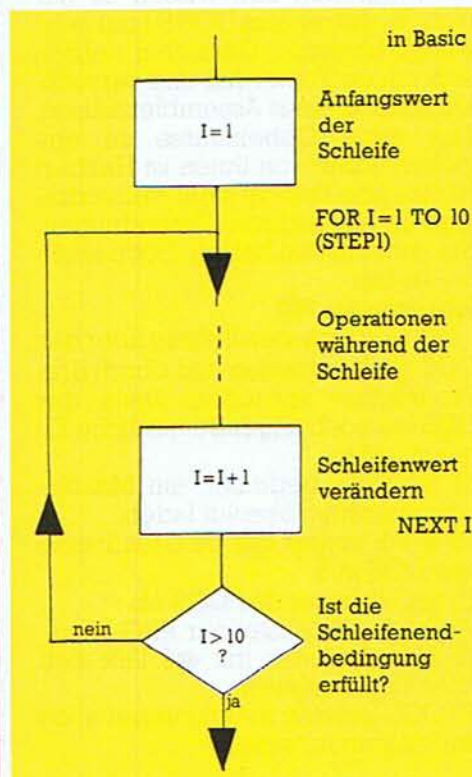 in Basic
I=1
Anfangswert
der
Schleife
FOR I=1 TO 10
(STEP1)
Operationen
während der
Schleife
I=I+1
Schleifenwert
verändern
NEXT I
nein
I>10
?
ja
Ist die
Schleifenend-
bedingung
erfüllt?